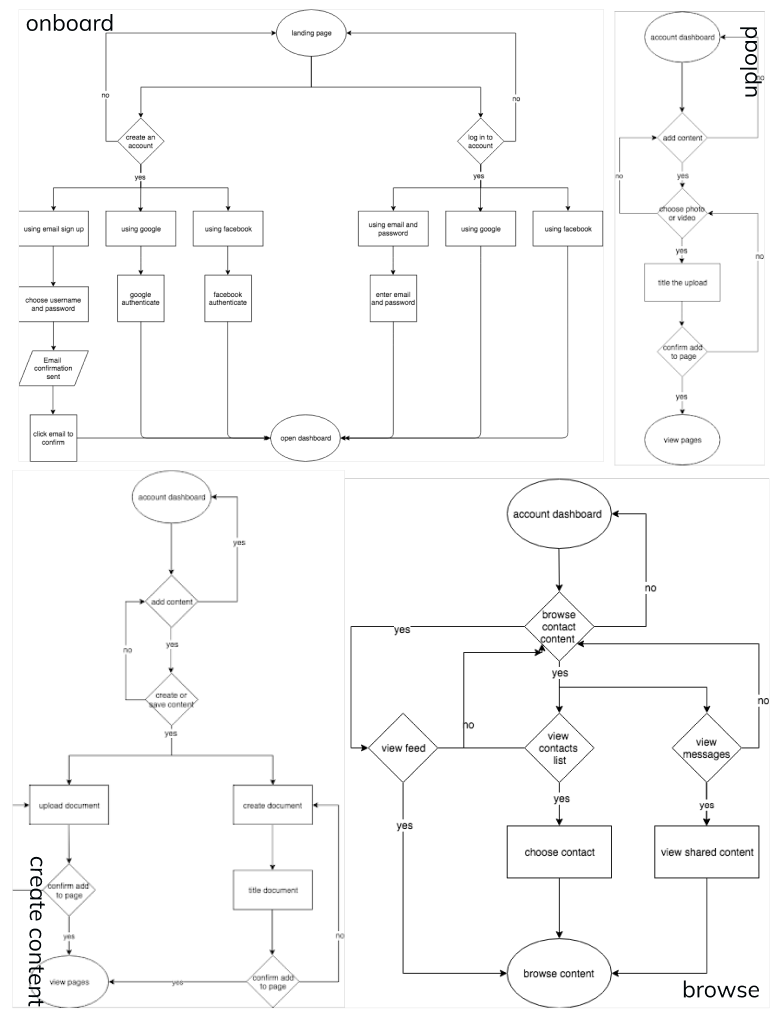 onboard
landing page
no
no
create an
account
log in to
account
yes
yes
using email sign up
using google
using facebook
using email and
password
using google
using facebook
choose username
and password
google
authenticate
facebook
authenticate
enter email
and password
Email
confirmation
sent
click email to
confirm
open dashboard
upload
account dashboard
no
add content
no
yes
choose photo
or video
yes
no
title the upload
confirm add
to page
yes
view pages
account dashboard
yes
add content
no
yes
create or
save content
yes
upload document
create document
title document
create content
confirm add
to page
yes
no
view pages
yes
confirm add
to page
account dashboard
no
browse
contact
content
yes
yes
no
no
view feed
view
contacts
list
view
messages
yes
yes
yes
choose contact
view shared content
browse content
browse